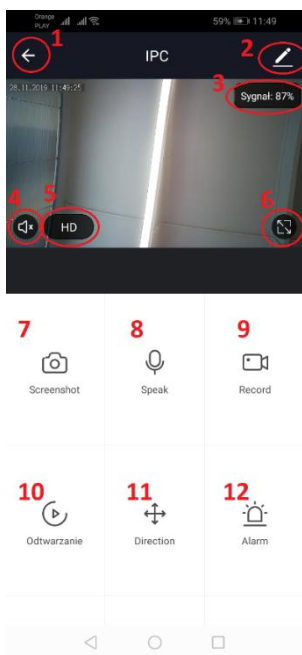 Orange
PLAY
59% 11:49
1
IPC
2
3
28.11.2019 11:49:25
Sygnał: 87%
4
5
6
HD
7
8
9
Screenshot
Speak
Record
10
11
12
Odtwarzanie
Direction
Alarm